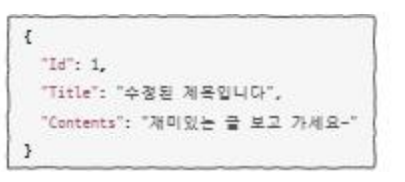 {
"Id": 1,
"Title": "수정된 제목입니다",
"Contents": "재미있는 글 보고 가세요~"
}